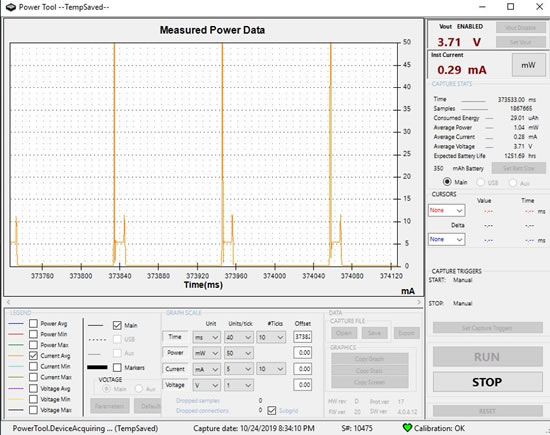 Power Tool --TempSaved--
Measured Power Data
50
45
40
35
30
25
20
15
10
5
0
373760 373800 373840 373880 373920 373960 374000 374040 374080 374120
Time(ms)
mA
Vout ENABLED
3.71 V
Vout Disable
Set Vout
Inst Current
0.29 mA
mW
CAPTURE STATS
Time 373533.00 ms
Samples 1867665
Consumed Energy 29.01 uAh
Average Power 1.04 mW
Average Current 0.28 mA
Average Voltage 3.71 V
Expected Battery Life 1251.69 hrs
350 mAh Battery Set Batt Size
Main USB Aux
CURSORS
Value Time
None -.-- -.-- ms
Delta -.-- -.--
None -.-- -.-- ms
CAPTURE TRIGGERS
START: Manual
STOP: Manual
Set Capture Triggers
RUN
STOP
RESET
LEGEND
Power Avg
Power Min
Power Max
Current Avg
Current Min
Current Max
Voltage Avg
Voltage Min
Voltage Max
Main
USB
Aux
Markers
VOLTAGE
Main Aux
Parameters Default
GRAPH SCALE
Unit Units/tick #Ticks Offset
Time ms 40 10 3738
Power mW 50 0.00
Current mA 5 10 0.00
Voltage V 1 0.00
Dropped samples 0
Dropped connections 0 Subgrid
DATA
CAPTURE FILE
Open Save Export
GRAPHICS
Copy Graph
Copy Stats
Copy Screen
HW rev D Prot ver 17
FW ver 20 SW ver 4.0.4.12
PowerTool.DeviceAcquiring ... (TempSaved) Capture date: 10/24/2019 8:34:10 PM S#: 10475 Calibration: OK